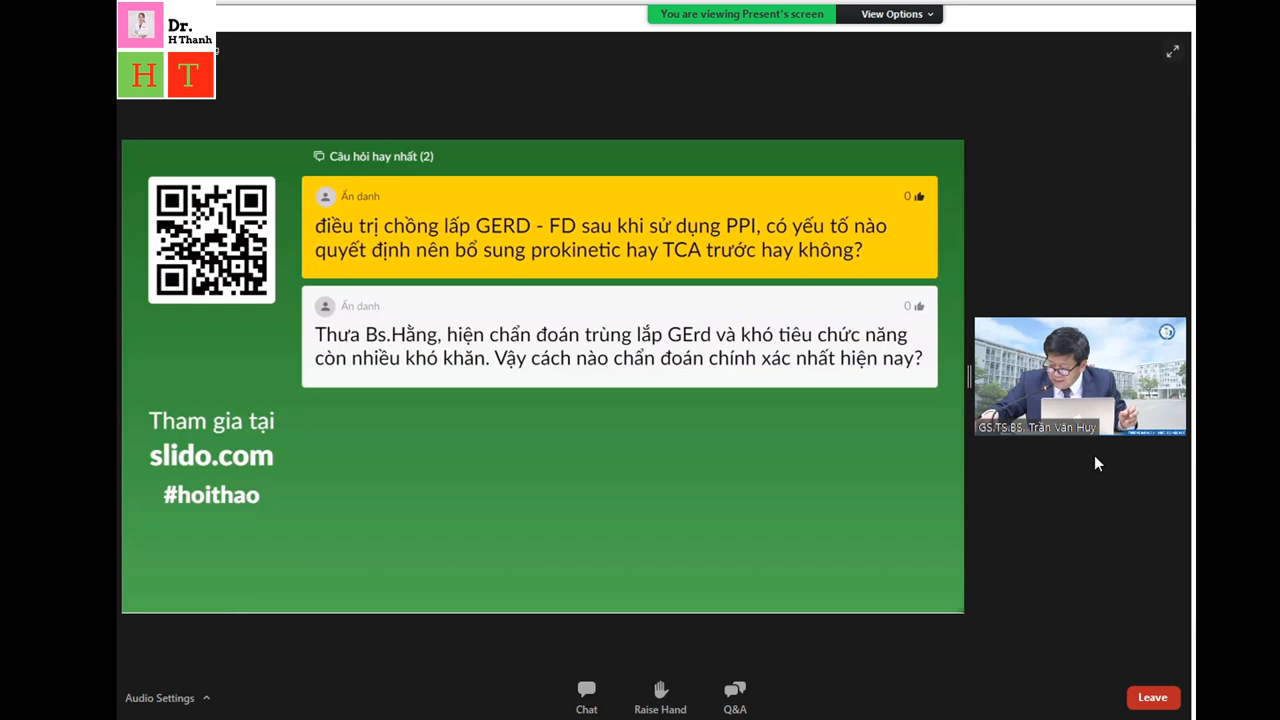 You are viewing Present's screen
View Options
Dr.
H Thanh
H T
Câu hỏi hay nhất (2)
Ẩn danh
0
điều trị chồng lấp GERD - FD sau khi sử dụng PPI, có yếu tố nào
quyết định nên bổ sung prokinetic hay TCA trước hay không?
Ẩn danh
0
Thưa Bs.Hằng, hiện chẩn đoán trùng lắp GErd và khó tiêu chức năng
còn nhiều khó khăn. Vậy cách nào chẩn đoán chính xác nhất hiện nay?
Tham gia tại
slido.com
#hoithao
GS.TS.BS. Trần Văn Huy
Audio Settings
Chat
Raise Hand
Q&A
Leave